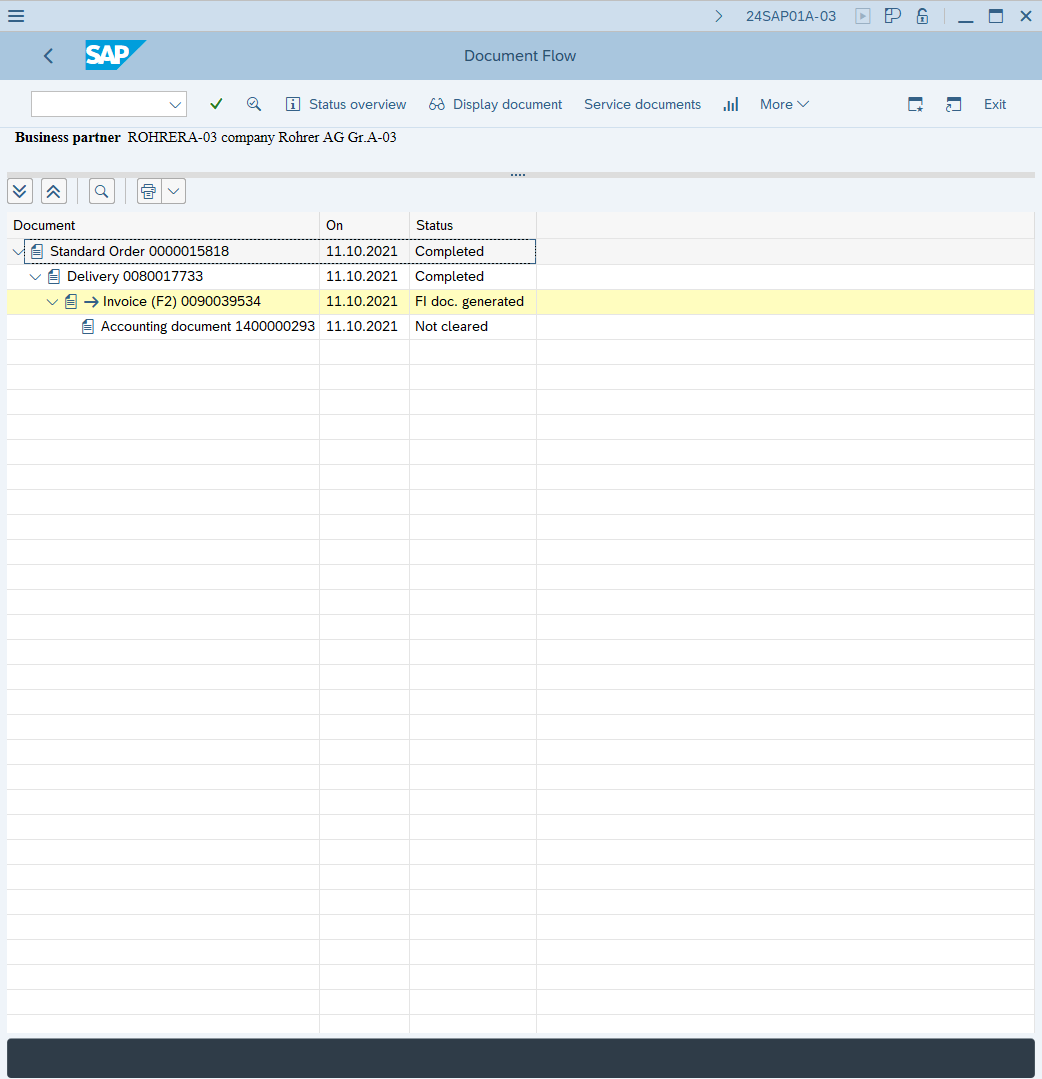 24SAP01A-03
SAP Document Flow
Status overview Display document Service documents More Exit
Business partner ROHRERA-03 company Rohrer AG Gr.A-03
Document On Status
Standard Order 0000015818 11.10.2021 Completed
Delivery 0080017733 11.10.2021 Completed
Invoice (F2) 0090039534 11.10.2021 FI doc. generated
Accounting document 1400000293 11.10.2021 Not cleared